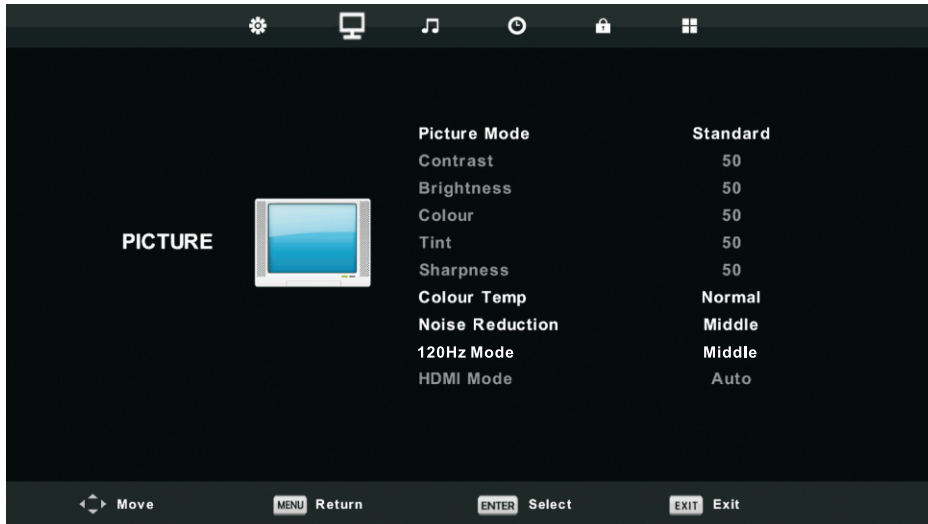 Picture Mode Standard
Contrast 50
Brightness 50
Colour 50
PICTURE
Tint 50
Sharpness 50
Colour Temp Normal
Noise Reduction Middle
120Hz Mode Middle
HDMI Mode Auto
Move MENU Return ENTER Select EXIT Exit